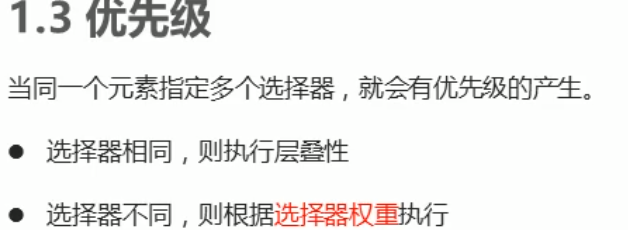 1.3 优先级
当同一个元素指定多个选择器，就会有优先级的产生。
● 选择器相同，则执行层叠性
● 选择器不同，则根据选择器权重执行